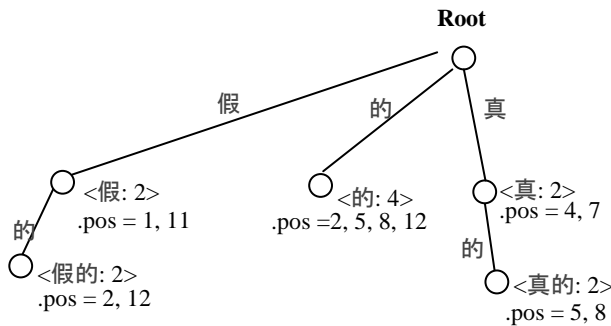 Root
假
的
真
<假: 2>
.pos = 1, 11
<的: 4>
.pos =2, 5, 8, 12
<真: 2>
.pos = 4, 7
的
的
<假的: 2>
.pos = 2, 12
<真的: 2>
.pos = 5, 8